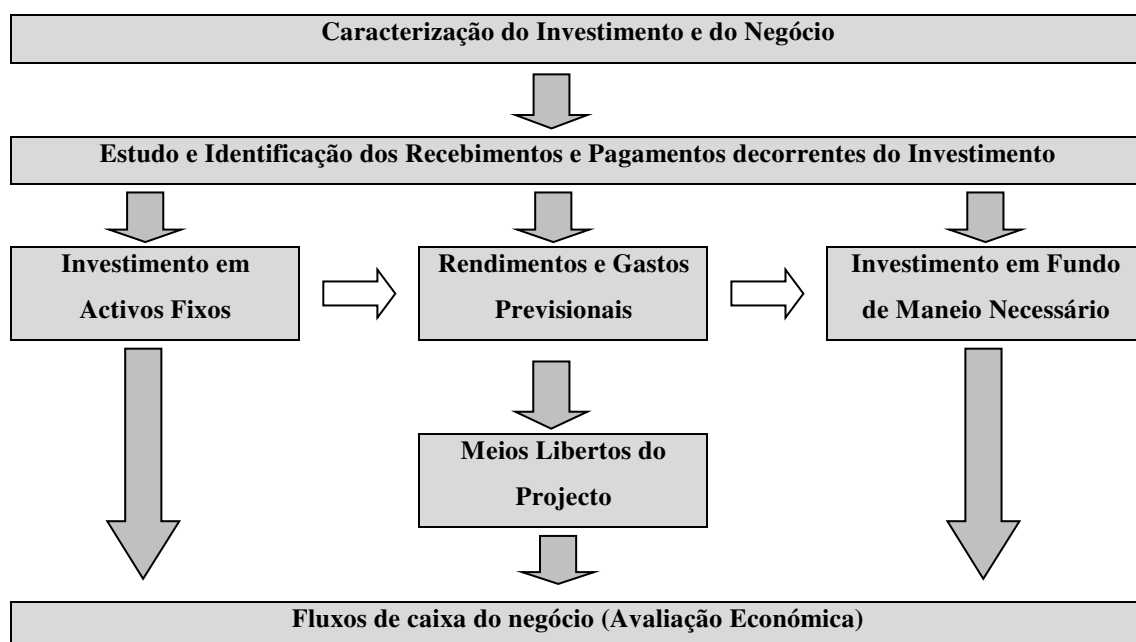 Caracterização do Investimento e do Negócio
Estudo e Identificação dos Recebimentos e Pagamentos decorrentes do Investimento
Investimento em
Activos Fixos
Rendimentos e Gastos
Previsionais
Investimento em Fundo
de Maneio Necessário
Meios Libertos do
Projecto
Fluxos de caixa do negócio (Avaliação Económica)